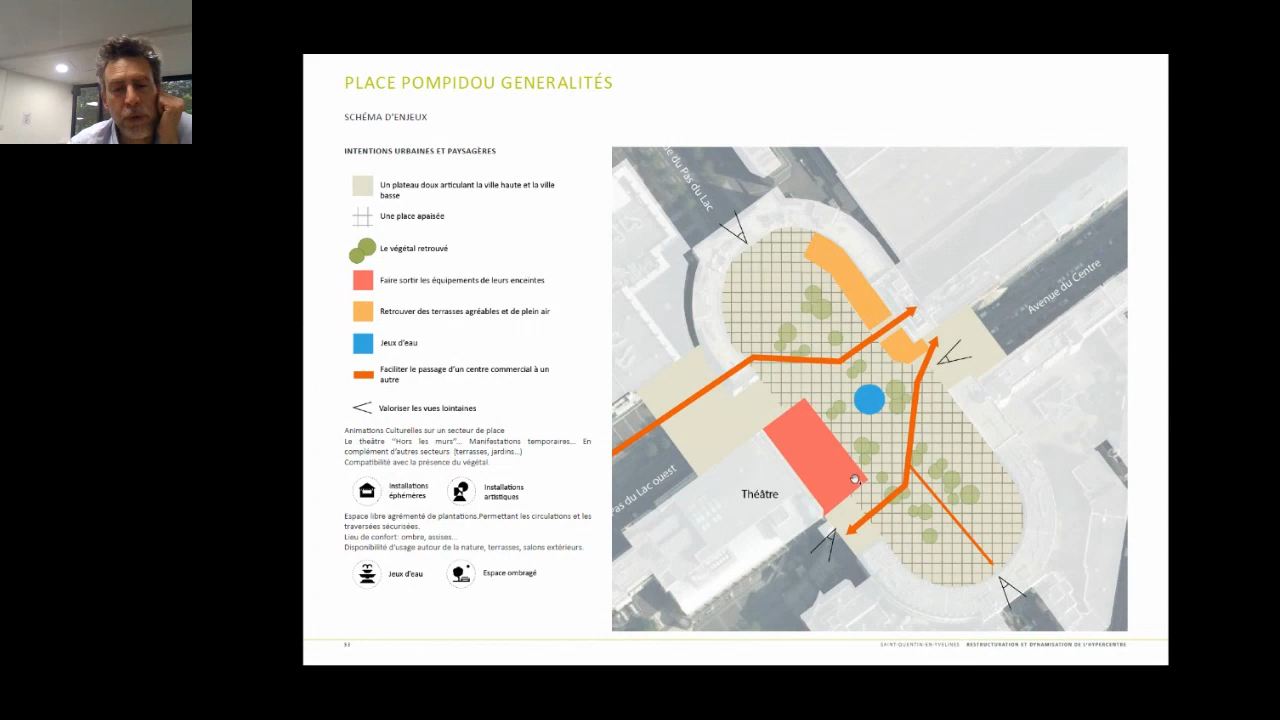 PLACE POMPIDOU GENERALITÉS
SCHÉMA D'ENJEUX
INTENTIONS URBAINES ET PAYSAGÈRES
Un plateau doux articulant la ville haute et la ville
basse
Une place apaisée
Le végétal retrouvé
Faire sortir les équipements de leurs enceintes
Retrouver des terrasses agréables et de plein air
Jeux d'eau
Faciliter le passage d'un centre commercial à un
autre
Valoriser les vues lointaines
Animations Culturelles sur un secteur de place
Le théâtre "Hors les murs"... Manifestations temporaires... En
complément d'autres secteurs (terrasses, jardins...)
Compatibilité avec la présence du végétal.
Installations
éphémères
Installations
artistiques
Espace libre agrémenté de plantations.Permettant les circulations et les
traversées sécurisées.
Lieu de confort: ombre, assises...
Disponibilité d'usage autour de la nature, terrasses, salons extérieurs.
Jeux d'eau
Espace ombragé
du Pas du Lac
Avenue du Centre
Pas du Lac ouest
Théâtre
SAINT-QUENTIN-EN-YVELINES RESTRUCTURATION ET DYNAMISATION DE L'HYPERCENTRE